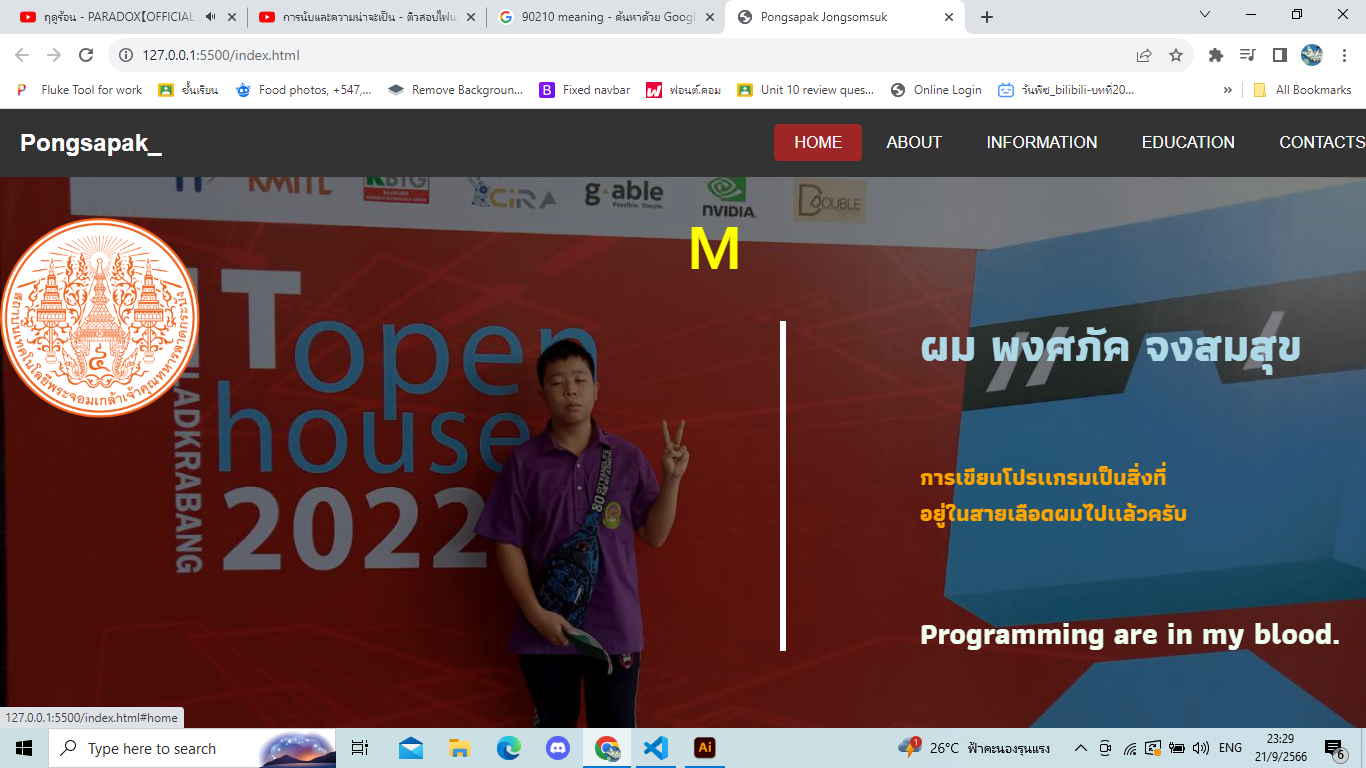 ฤดูร้อน - PARADOX【OFFICIAL
การนับและความน่าจะเป็น - ติวสอบไฟน
90210 meaning - ค้นหาด้วย Googl
Pongsapak Jongsomsuk
127.0.0.1:5500/index.html
Fluke Tool for work
ชั้นเรียน
Food photos, +547,...
Remove Backgroun...
Fixed navbar
ฟอนต์.คอม
Unit 10 review ques...
Online Login
วันพีซ_bilibili-บทที่20...
»
All Bookmarks
Pongsapak_
HOME
ABOUT
INFORMATION
EDUCATION
CONTACTS
KMITL
KBTG
CiRA
g·able
Possible. Simple.
NVIDIA.
DOUBLE
M
สถาบันเทคโนโลยีพระจอมเกล้าเจ้าคุณทหารลาดกระบัง
IT open
house
2022
LADKRABANG
ผม พงศภัค จงสมสุข
การเขียนโปรแกรมเป็นสิ่งที่
อยู่ในสายเลือดผมไปแล้วครับ
Programming are in my blood.
127.0.0.1:5500/index.html#home
Type here to search
Ai
1
26°C ฟ้าคะนองรุนแรง
ENG
23:29
21/9/2566
6